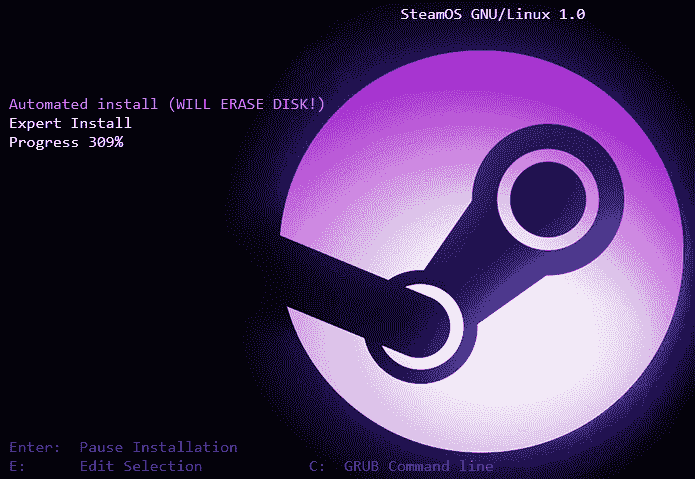 SteamOS GNU/Linux 1.0
Automated install (WILL ERASE DISK!)
Expert Install
Progress 309%
Enter:  Pause Installation
E:      Edit Selection            C:  GRUB Command line